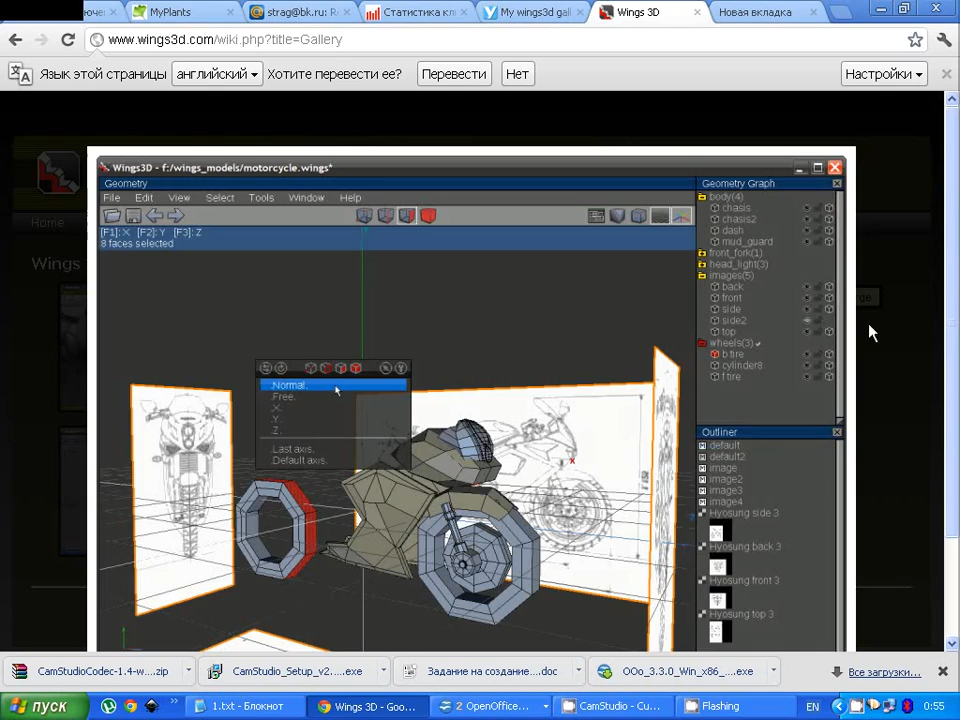 ючен
MyPlants
strag@bk.ru: Re
Статистика кл
My wings3d gal
Wings 3D
Новая вкладка
www.wings3d.com/wiki.php?title=Gallery
Язык этой страницы английский Хотите перевести ее? Перевести Нет Настройки
Wings3D - f:/wings_models/motorcycle.wings*
Geometry
File Edit View Select Tools Window Help
[F1]: X [F2]: Y [F3]: Z
8 faces selected
Home
Wings
Normal.
Free.
X.
Y.
Z.
Last axis.
Default axis.
x
Geometry Graph
body(4)
chasis
chasis2
dash
mud_guard
front_fork(1)
head_light(3)
images(5)
back
front
side
side2
top
wheels(3)
b tire
cylinder8
f tire
Outliner
default
default2
image
image2
image3
image4
Hyosung side 3
Hyosung back 3
Hyosung front 3
Hyosung top 3
CamStudioCodec-1.4-w....zip
CamStudio_Setup_v2....exe
Задание на создание....doc
OOo_3.3.0_Win_x86_....exe
Все загрузки...
пуск
1.txt - Блокнот
Wings 3D - Goo...
2 OpenOffice...
CamStudio - Cu...
Flashing
EN
0:55